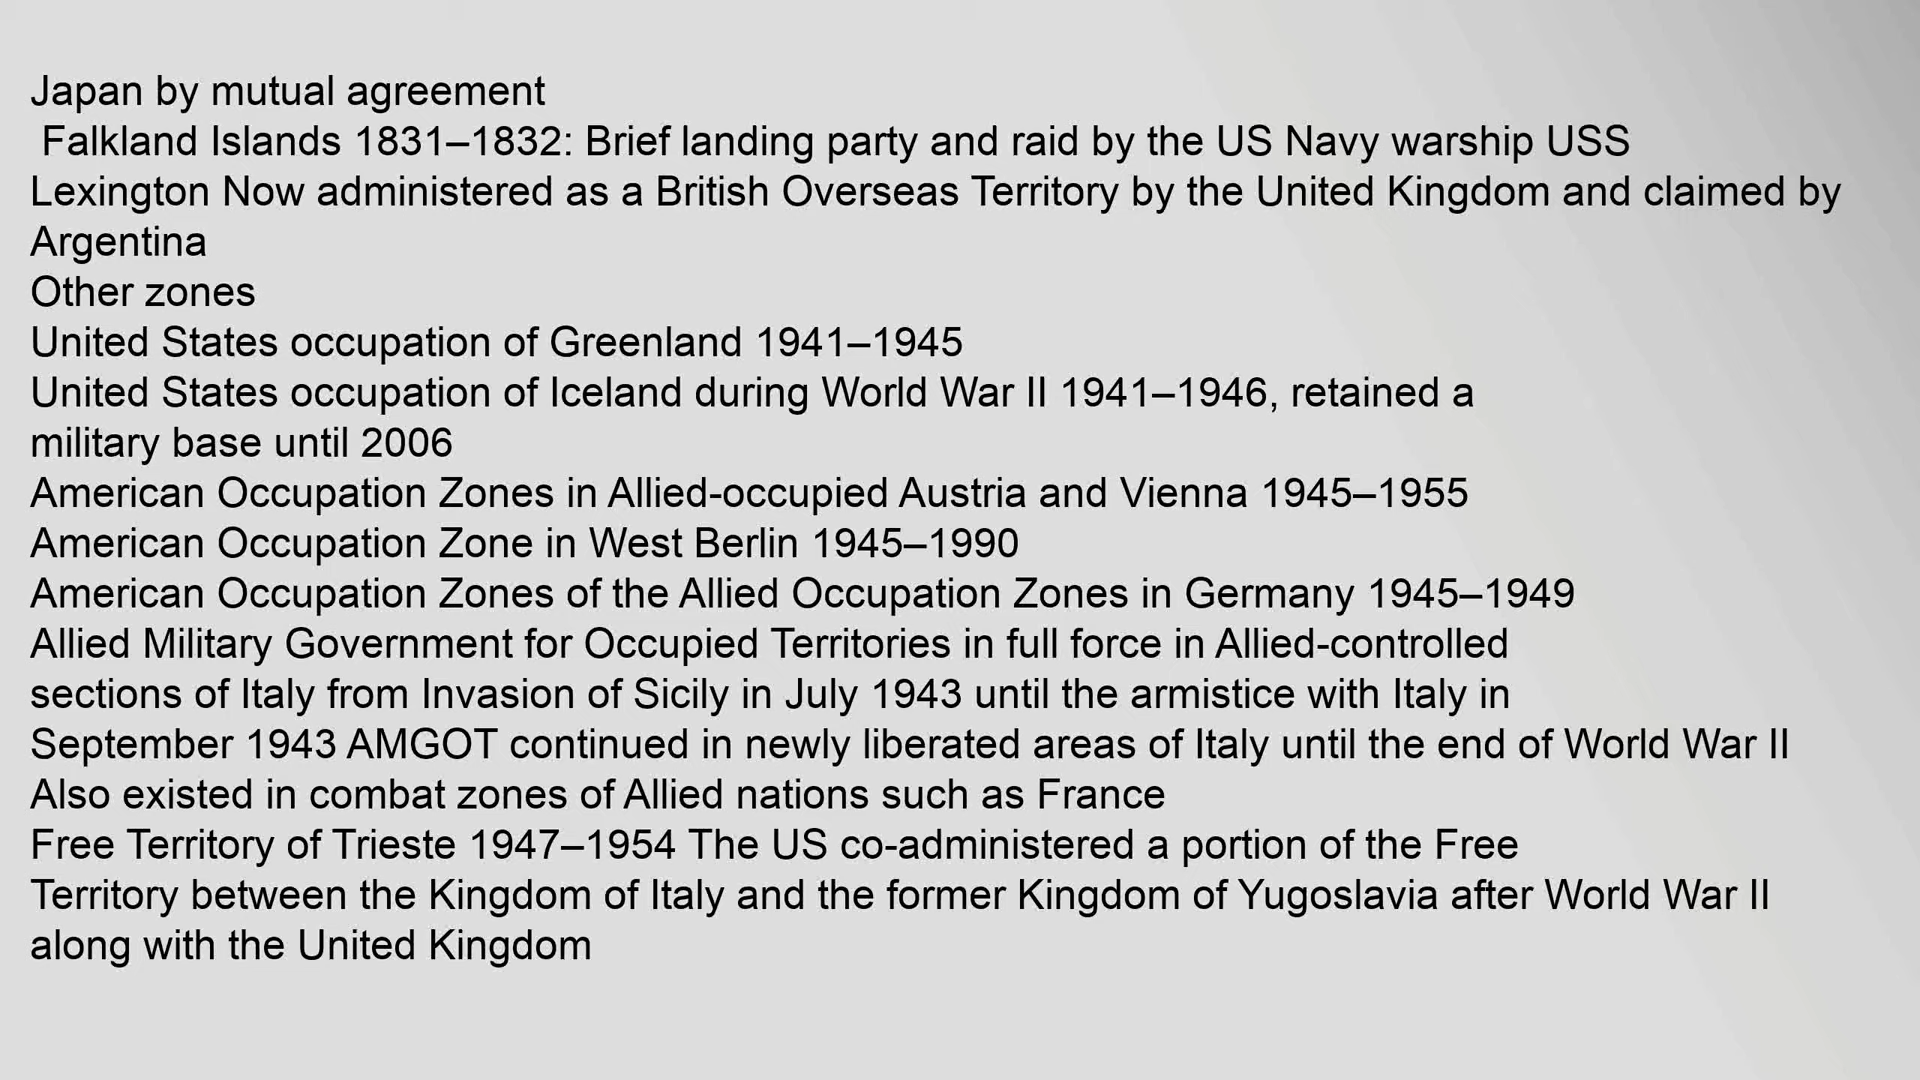 Japan by mutual agreement
Falkland Islands 1831–1832: Brief landing party and raid by the US Navy warship USS
Lexington Now administered as a British Overseas Territory by the United Kingdom and claimed by
Argentina
Other zones
United States occupation of Greenland 1941–1945
United States occupation of Iceland during World War II 1941–1946, retained a
military base until 2006
American Occupation Zones in Allied-occupied Austria and Vienna 1945–1955
American Occupation Zone in West Berlin 1945–1990
American Occupation Zones of the Allied Occupation Zones in Germany 1945–1949
Allied Military Government for Occupied Territories in full force in Allied-controlled
sections of Italy from Invasion of Sicily in July 1943 until the armistice with Italy in
September 1943 AMGOT continued in newly liberated areas of Italy until the end of World War II
Also existed in combat zones of Allied nations such as France
Free Territory of Trieste 1947–1954 The US co-administered a portion of the Free
Territory between the Kingdom of Italy and the former Kingdom of Yugoslavia after World War II
along with the United Kingdom